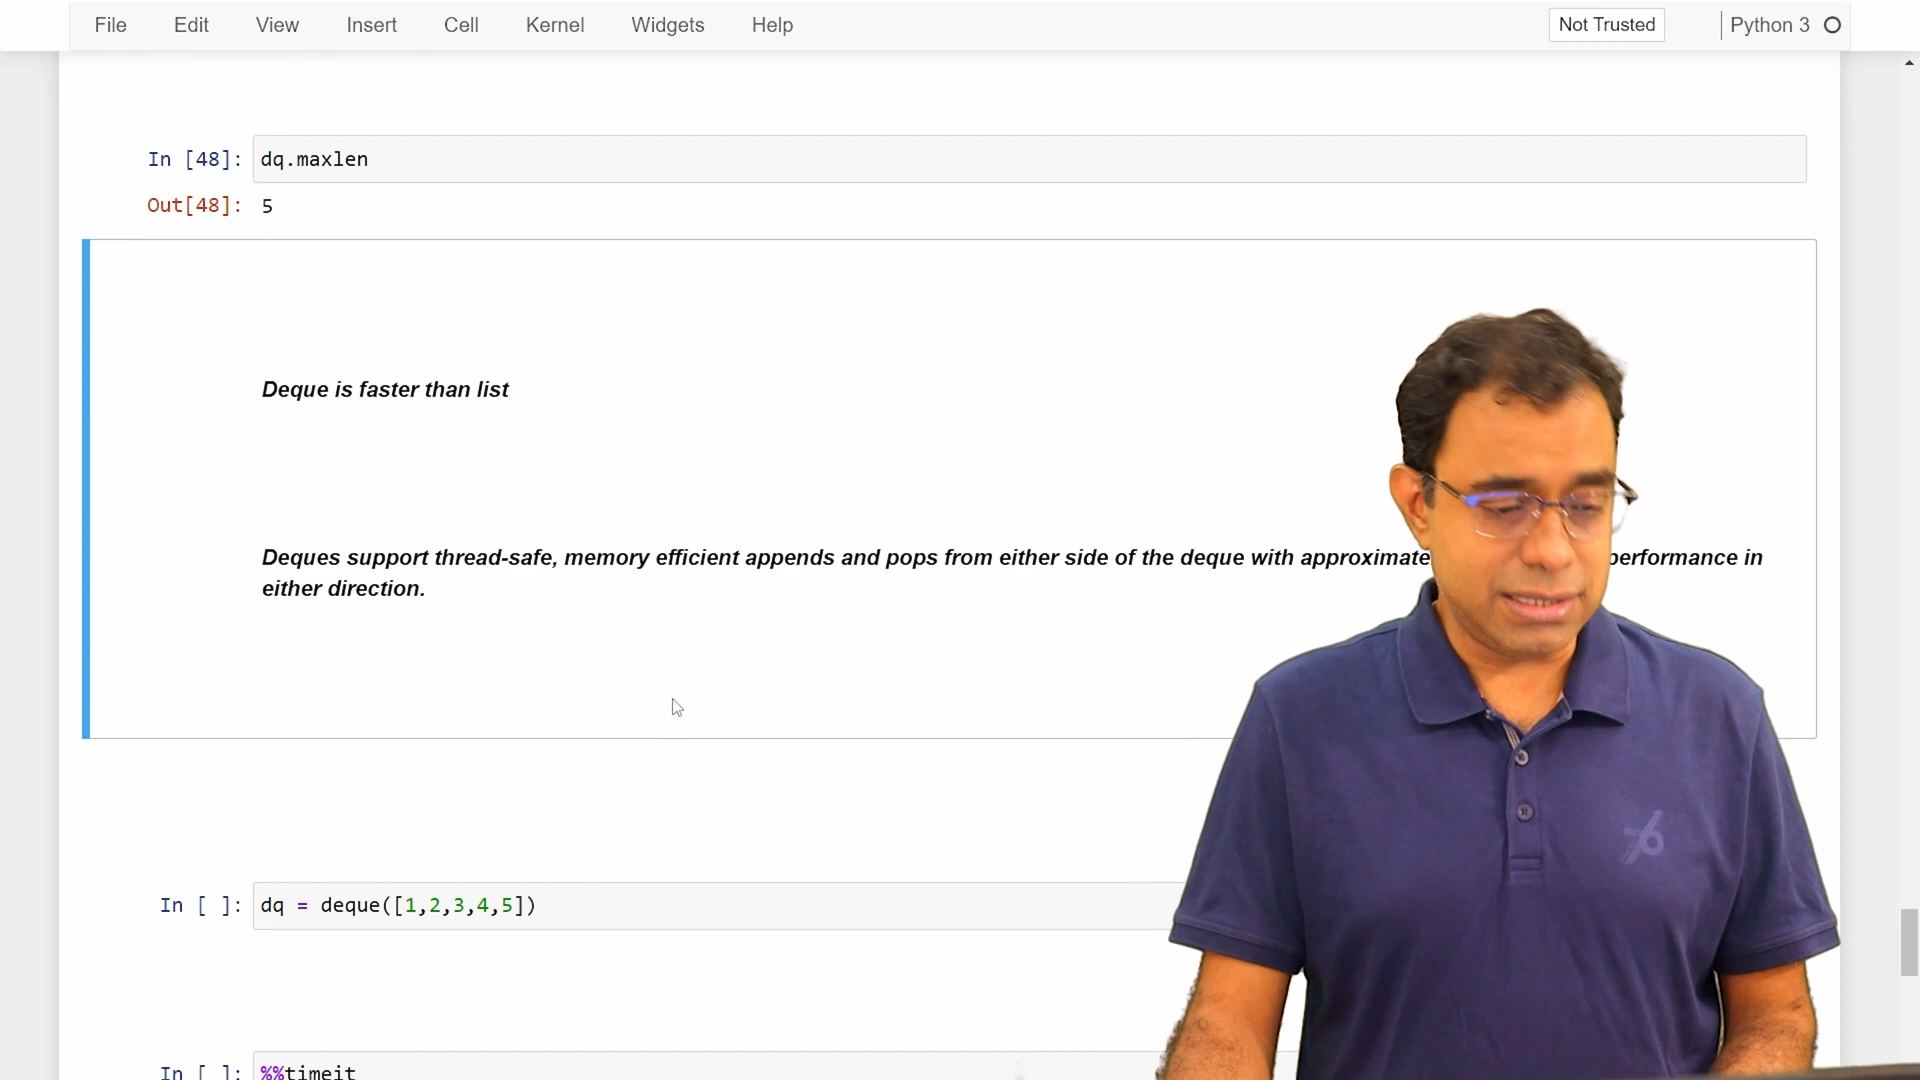 File Edit View Insert Cell Kernel Widgets Help Not Trusted Python 3
In [48]: dq.maxlen
Out[48]: 5
Deque is faster than list
Deques support thread-safe, memory efficient appends and pops from either side of the deque with approximate performance in
either direction.
In [ ]: dq = deque([1,2,3,4,5])
In [ ]: %%timeit